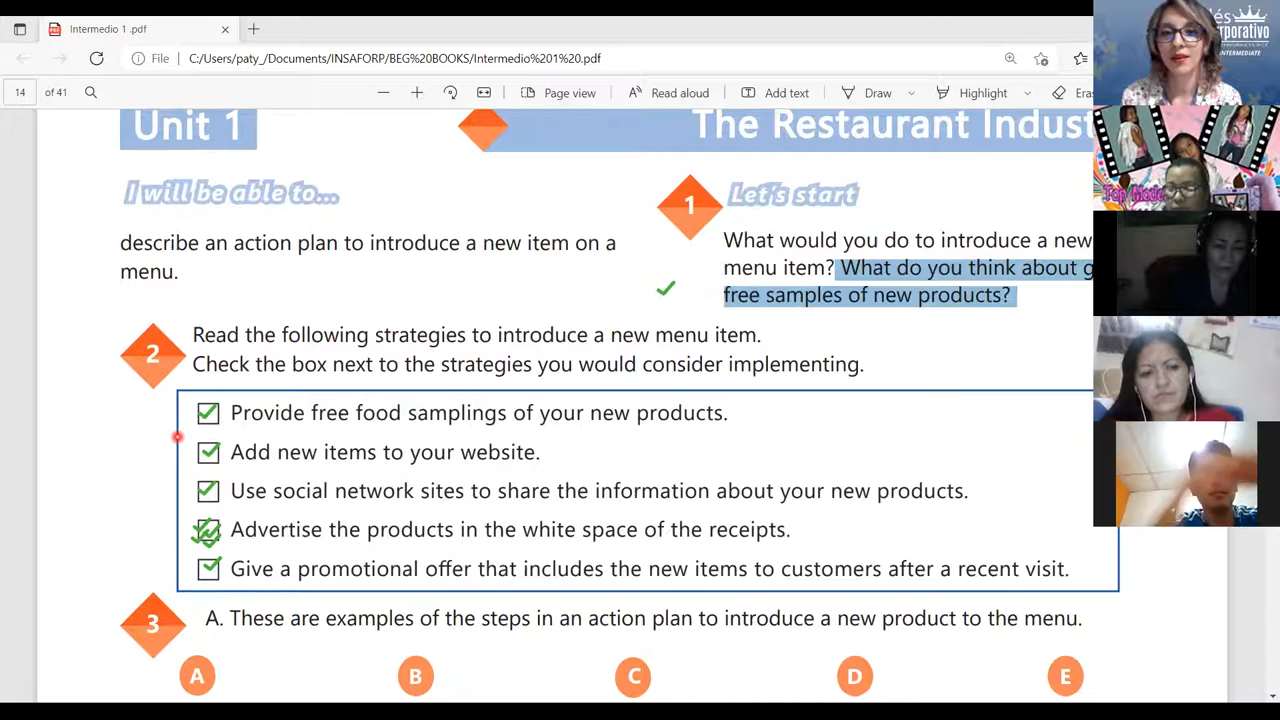 Intermedio 1 .pdf
File
C:/Users/paty_/Documents/INSAFORP/BEG%20BOOKS/Intermedio%201%20.pdf
14 of 41
Page view
Read aloud
Add text
Draw
Highlight
Unit 1
The Restaurant Indust
I will be able to...
describe an action plan to introduce a new item on a
menu.
1
Let's start
What would you do to introduce a new
menu item? What do you think about g
free samples of new products?
2
Read the following strategies to introduce a new menu item.
Check the box next to the strategies you would consider implementing.
Provide free food samplings of your new products.
Add new items to your website.
Use social network sites to share the information about your new products.
Advertise the products in the white space of the receipts.
Give a promotional offer that includes the new items to customers after a recent visit.
3
A. These are examples of the steps in an action plan to introduce a new product to the menu.
A
B
C
D
E
Top Mode
INTERMEDIATE